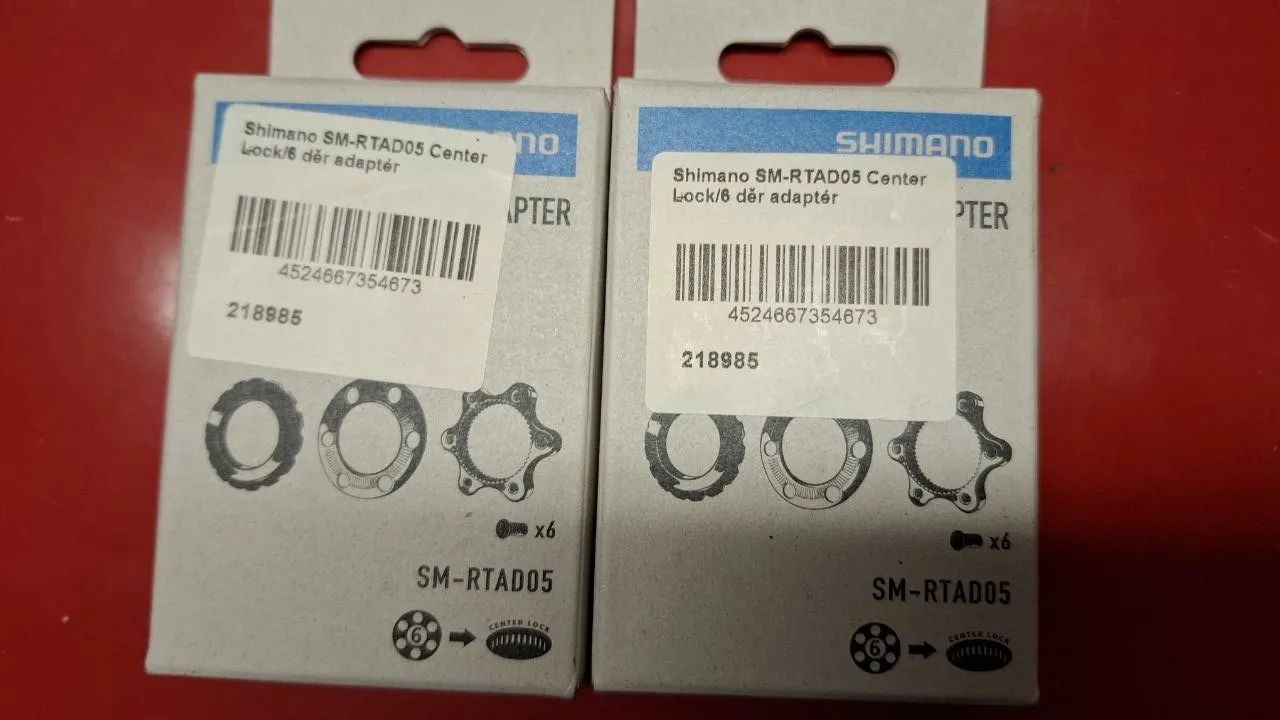 Shimano SM-RTAD05 Center
Lock/6 děr adaptér
4524667354673
218985
x6
SM-RTAD05
6
CENTER LOCK
SHIMANO
Shimano SM-RTAD05 Center
Lock/6 děr adaptér
4524667354673
218985
x6
SM-RTAD05
6
CENTER LOCK